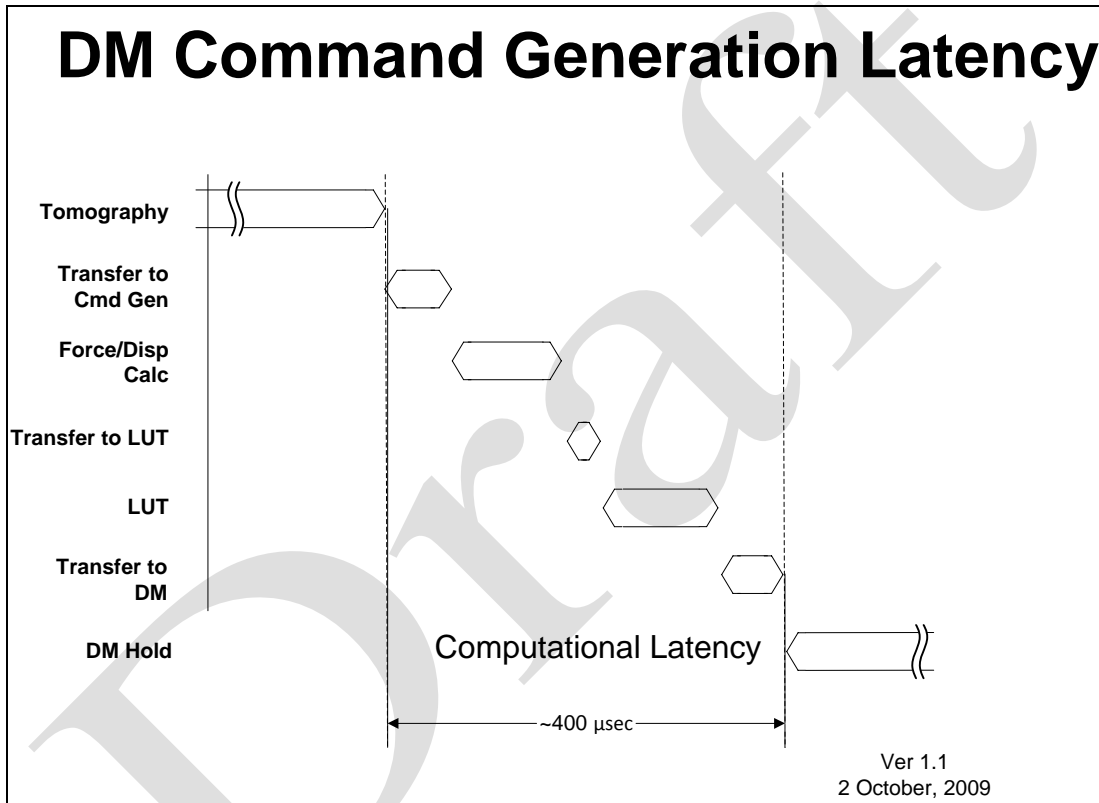 DM Command Generation Latency
Tomography
Transfer to
Cmd Gen
Force/Disp
Calc
Transfer to LUT
LUT
Transfer to
DM
DM Hold
Computational Latency
~400 µsec
Ver 1.1
2 October, 2009
Draft